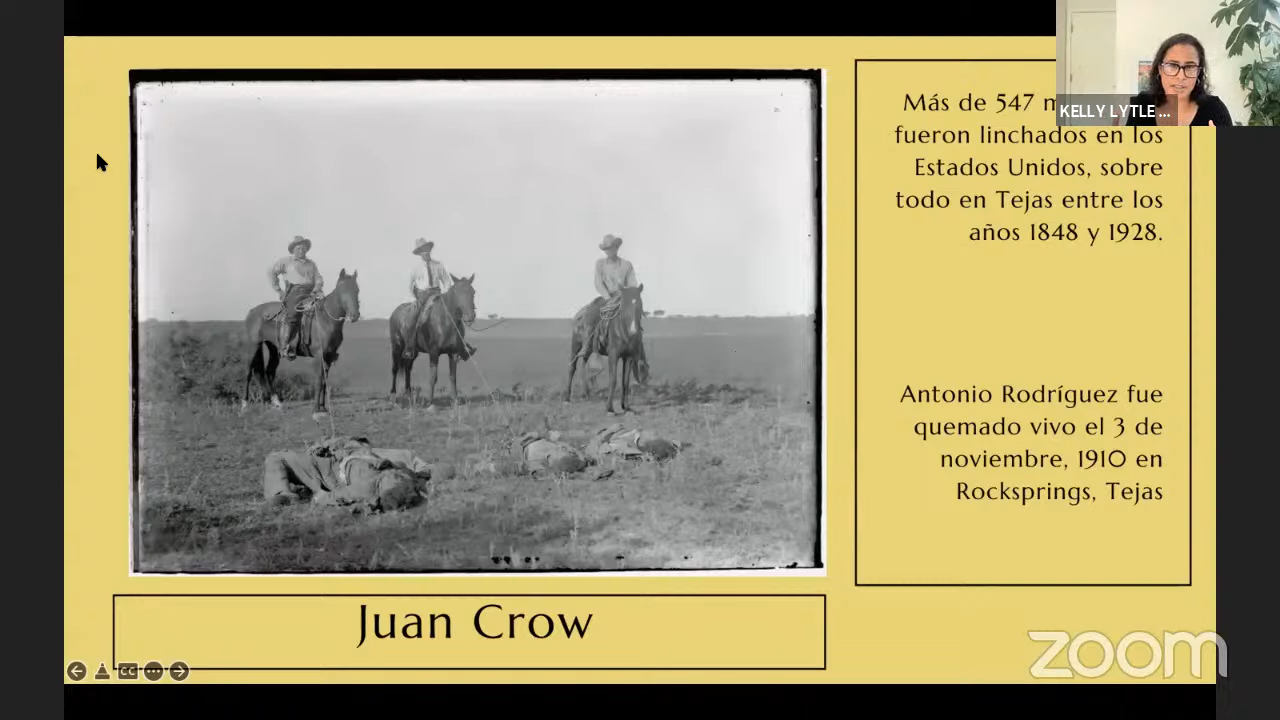 Más de 547
fueron linchados en los
Estados Unidos, sobre
todo en Tejas entre los
años 1848 y 1928.
KELLY LYTLE ...
Antonio Rodríguez fue
quemado vivo el 3 de
noviembre, 1910 en
Rocksprings, Tejas
Juan Crow
CC
zoom